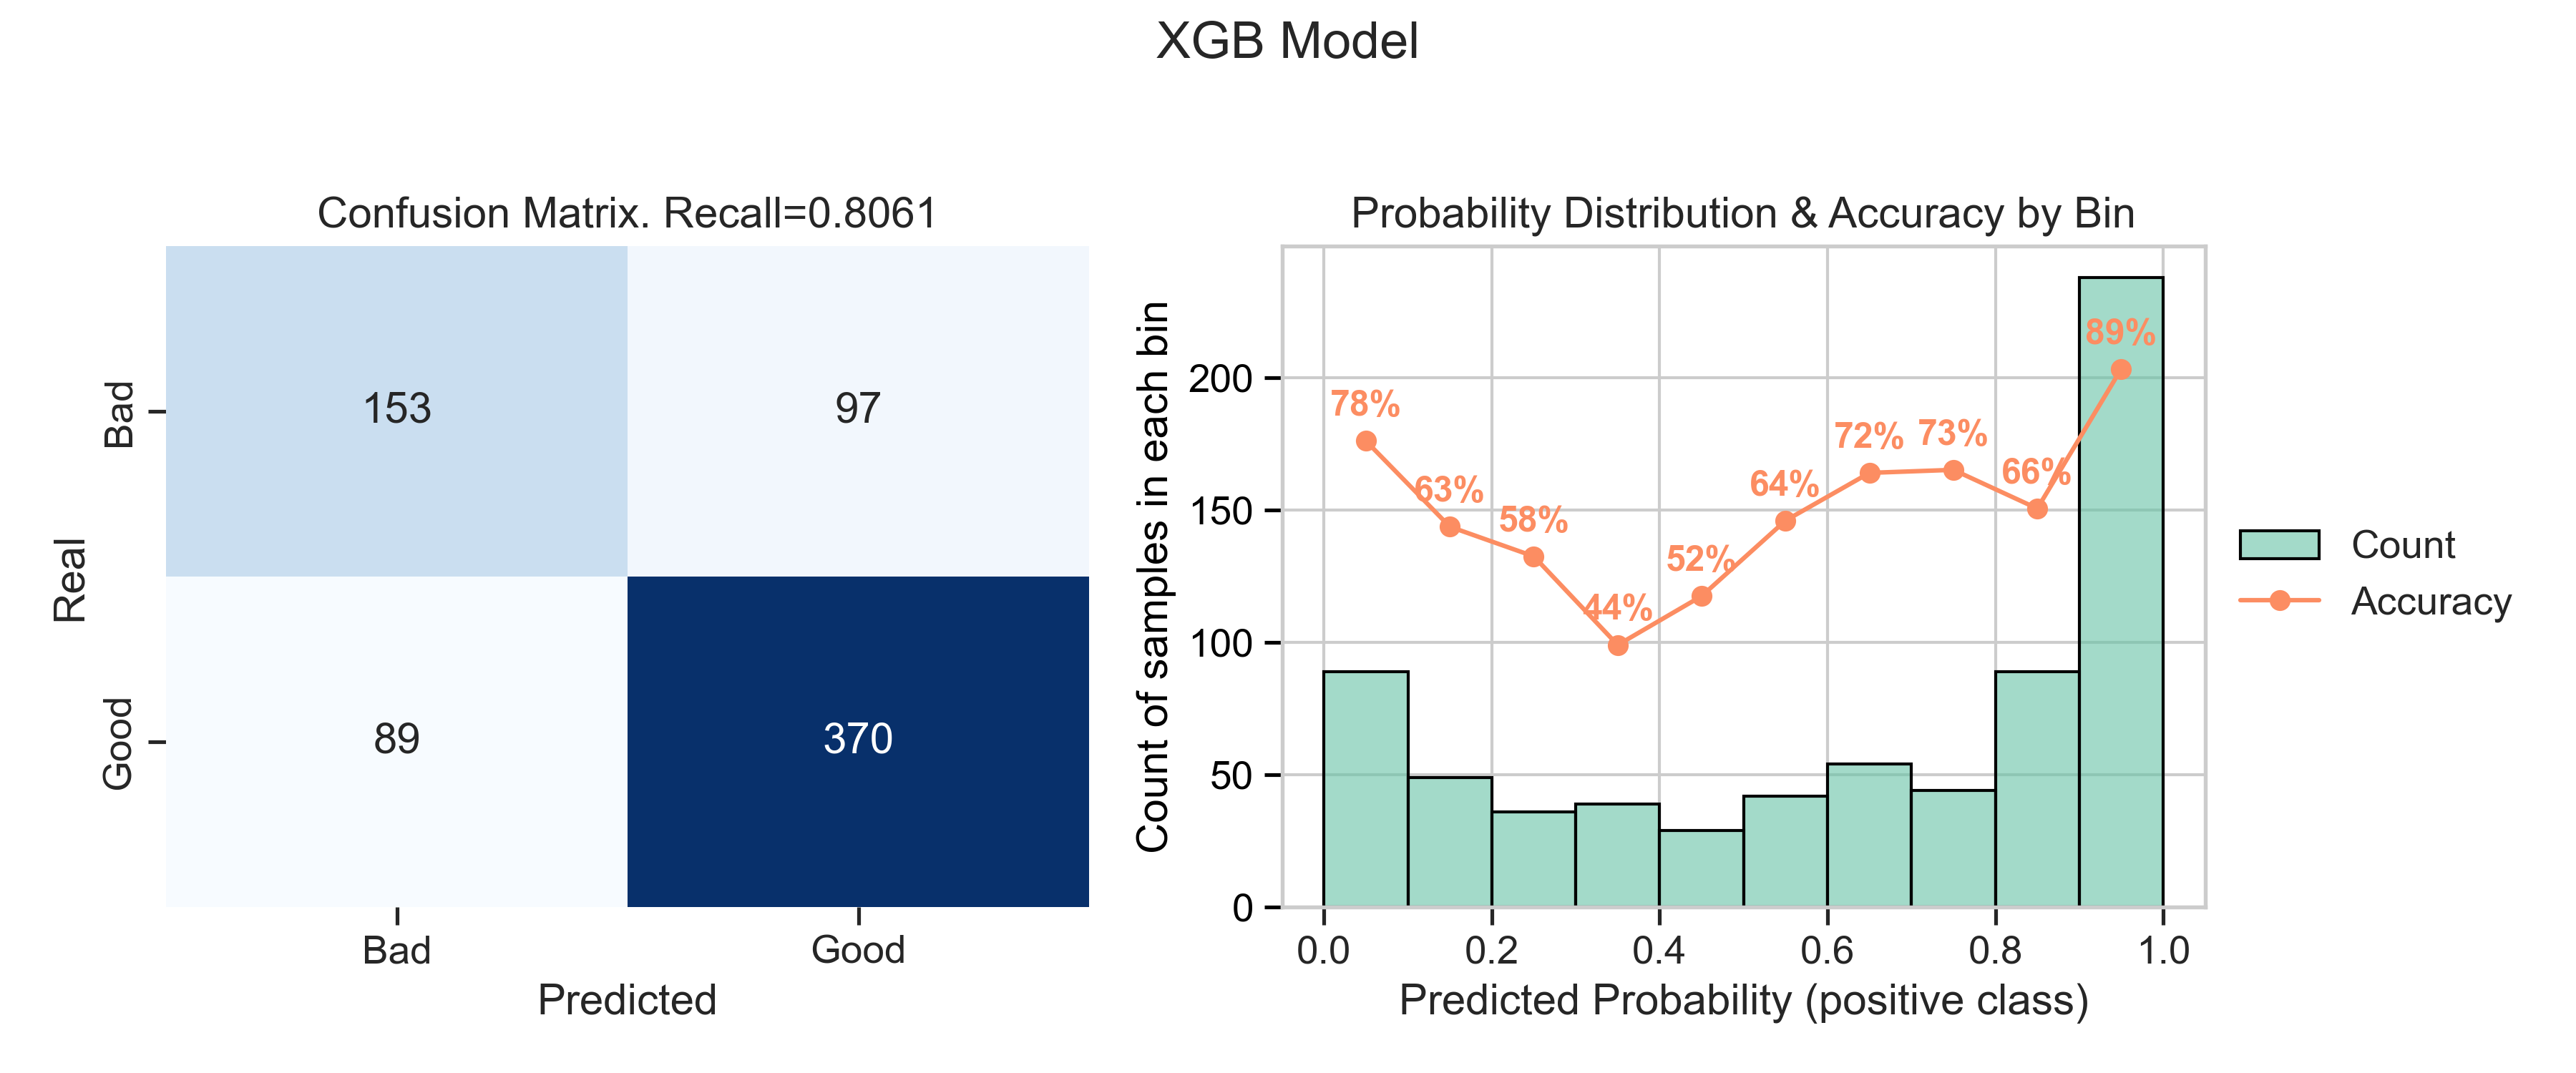 XGB Model
Confusion Matrix. Recall=0.8061
Real
Bad
Good
153
97
89
370
Bad
Good
Predicted
Probability Distribution & Accuracy by Bin
Count of samples in each bin
200
150
100
50
0
78%
63%
58%
44%
52%
64%
72%
73%
66%
89%
0.0
0.2
0.4
0.6
0.8
1.0
Predicted Probability (positive class)
Count
Accuracy